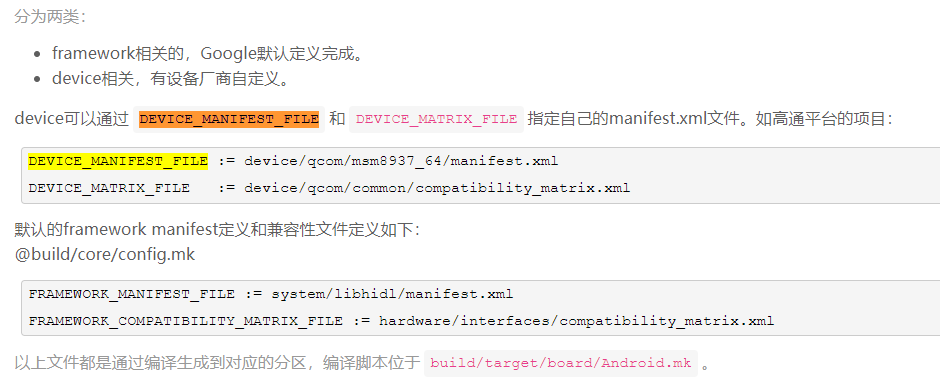 分为两类：
framework相关的，Google默认定义完成。
device相关，有设备厂商自定义。
device可以通过 DEVICE_MANIFEST_FILE 和 DEVICE_MATRIX_FILE 指定自己的manifest.xml文件。如高通平台的项目：
DEVICE_MANIFEST_FILE := device/qcom/msm8937_64/manifest.xml
DEVICE_MATRIX_FILE   := device/qcom/common/compatibility_matrix.xml
默认的framework manifest定义和兼容性文件定义如下：
@build/core/config.mk
FRAMEWORK_MANIFEST_FILE := system/libhidl/manifest.xml
FRAMEWORK_COMPATIBILITY_MATRIX_FILE := hardware/interfaces/compatibility_matrix.xml
以上文件都是通过编译生成到对应的分区，编译脚本位于 build/target/board/Android.mk 。